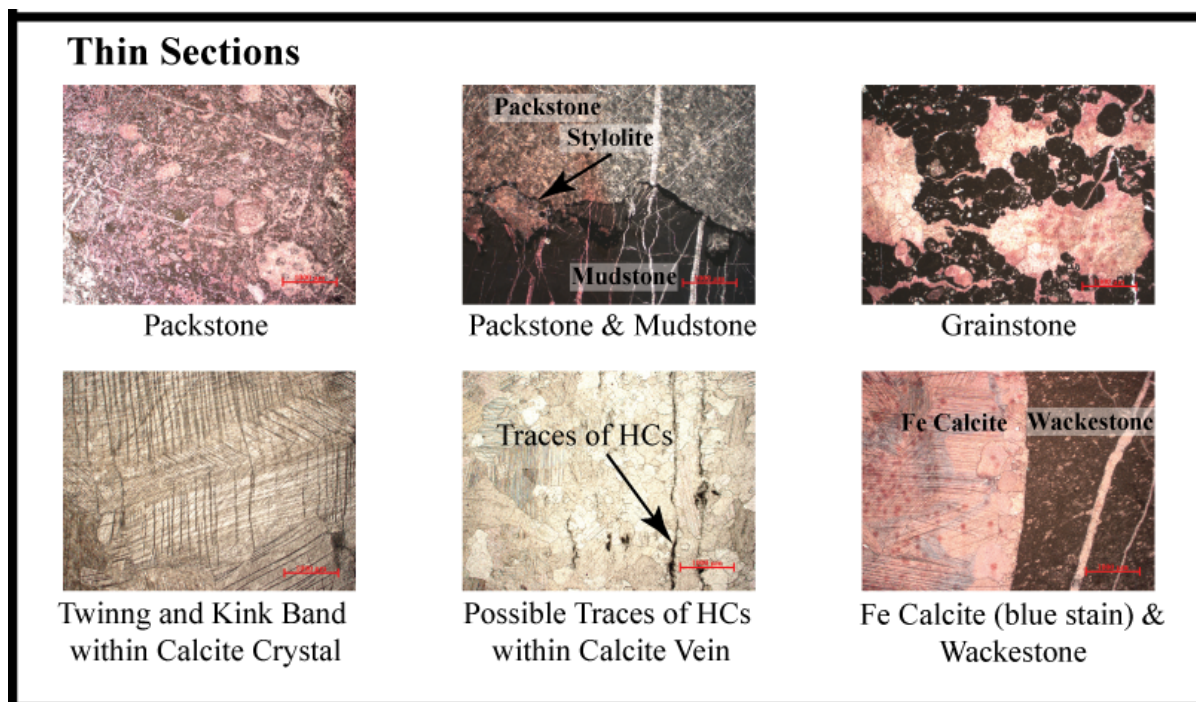 Thin Sections
Packstone
Stylolite
Mudstone
Packstone
Packstone & Mudstone
Grainstone
Traces of HCs
Fe Calcite
Wackestone
Twinng and Kink Band
within Calcite Crystal
Possible Traces of HCs
within Calcite Vein
Fe Calcite (blue stain) &
Wackestone